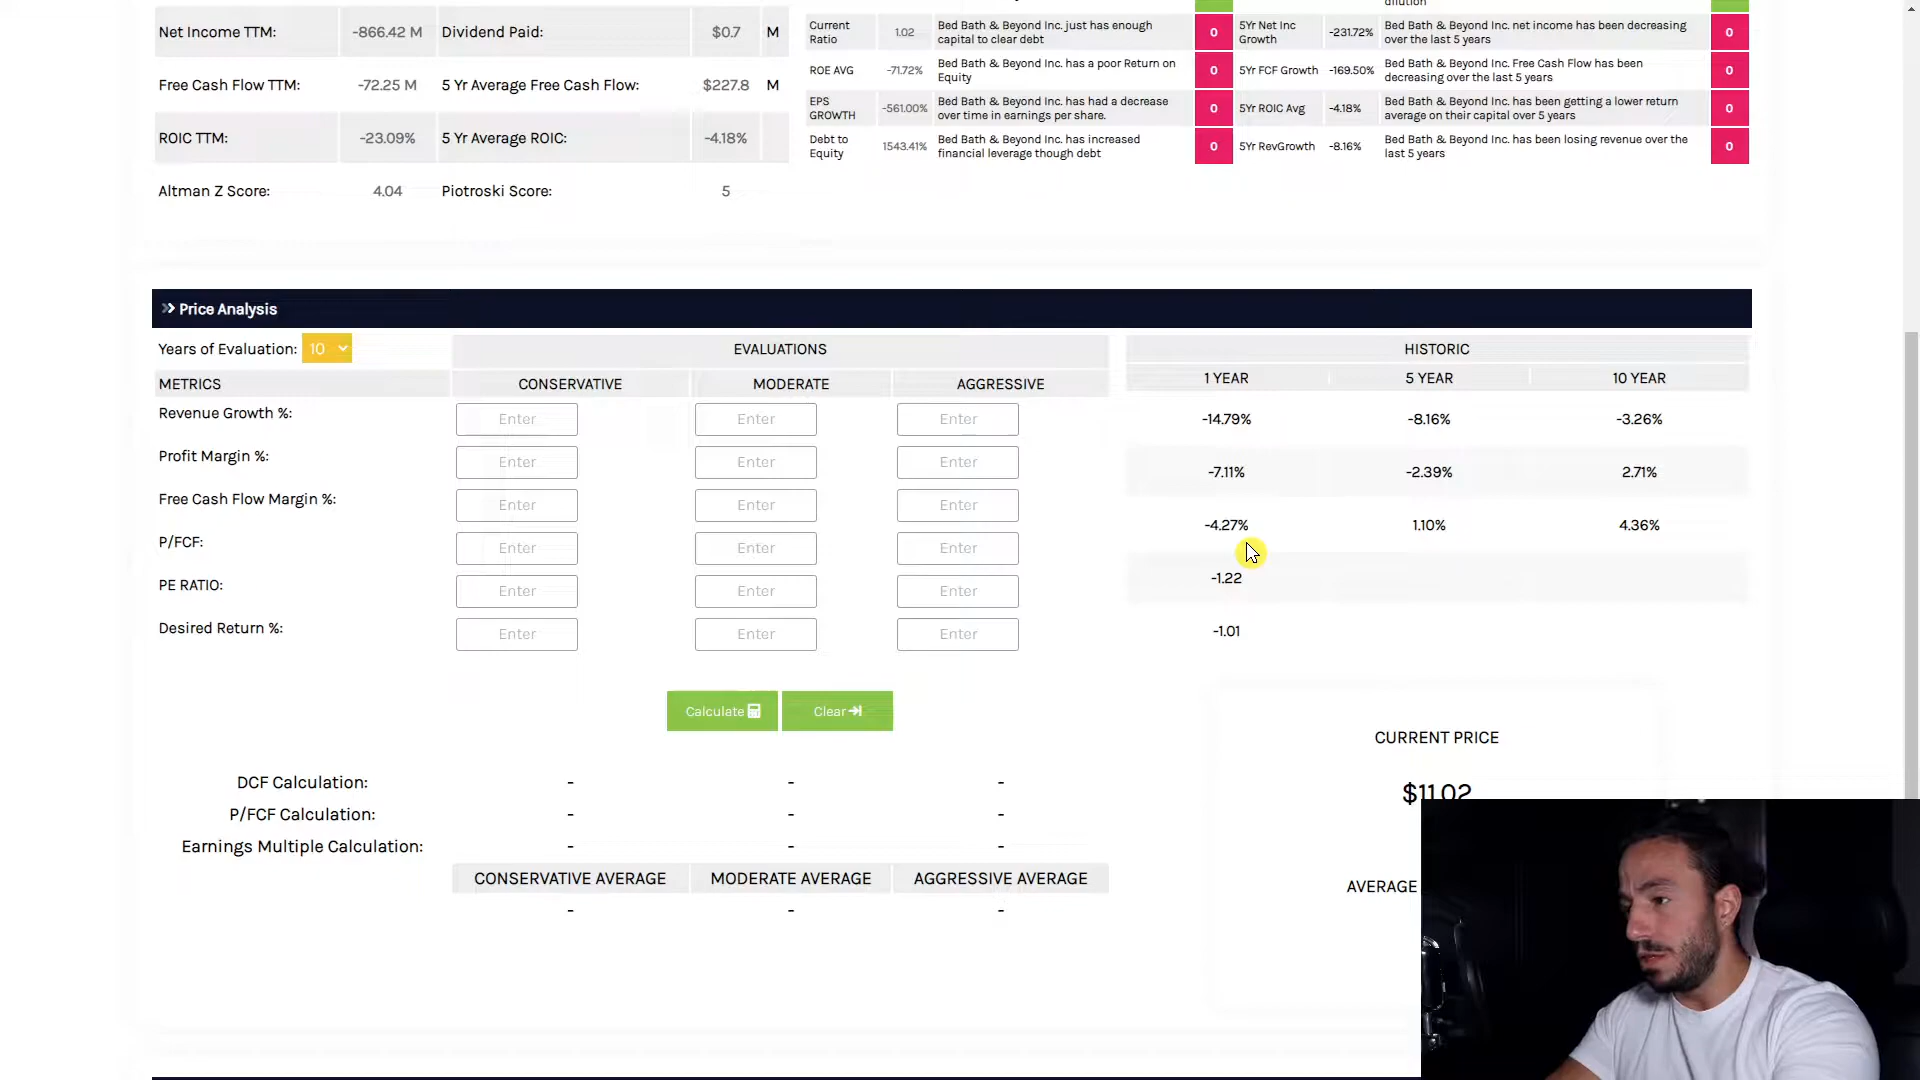 dilution
Net Income TTM: -866.42 M Dividend Paid: $0.7 M
Free Cash Flow TTM: -72.25 M 5 Yr Average Free Cash Flow: $227.8 M
ROIC TTM: -23.09% 5 Yr Average ROIC: -4.18%
Altman Z Score: 4.04 Piotroski Score: 5
Current Ratio 1.02 Bed Bath & Beyond Inc. just has enough capital to clear debt 0
ROE AVG -71.72% Bed Bath & Beyond Inc. has a poor Return on Equity 0
EPS GROWTH -561.00% Bed Bath & Beyond Inc. has had a decrease over time in earnings per share. 0
Debt to Equity 1543.41% Bed Bath & Beyond Inc. has increased financial leverage though debt 0
5Yr Net Inc Growth -231.72% Bed Bath & Beyond Inc. net income has been decreasing over the last 5 years 0
5Yr FCF Growth -169.50% Bed Bath & Beyond Inc. Free Cash Flow has been decreasing over the last 5 years 0
5Yr ROIC Avg -4.18% Bed Bath & Beyond Inc. has been getting a lower return average on their capital over 5 years 0
5Yr RevGrowth -8.16% Bed Bath & Beyond Inc. has been losing revenue over the last 5 years 0
Price Analysis
Years of Evaluation: 10 EVALUATIONS HISTORIC
METRICS CONSERVATIVE MODERATE AGGRESSIVE 1 YEAR 5 YEAR 10 YEAR
Revenue Growth %: Enter Enter Enter -14.79% -8.16% -3.26%
Profit Margin %: Enter Enter Enter -7.11% -2.39% 2.71%
Free Cash Flow Margin %: Enter Enter Enter -4.27% 1.10% 4.36%
P/FCF: Enter Enter Enter -1.22
PE RATIO: Enter Enter Enter -1.01
Desired Return %: Enter Enter Enter
Calculate Clear
CURRENT PRICE
$11.02
DCF Calculation: - - -
P/FCF Calculation: - - -
Earnings Multiple Calculation: - - -
CONSERVATIVE AVERAGE MODERATE AVERAGE AGGRESSIVE AVERAGE
- - -
AVERAGE